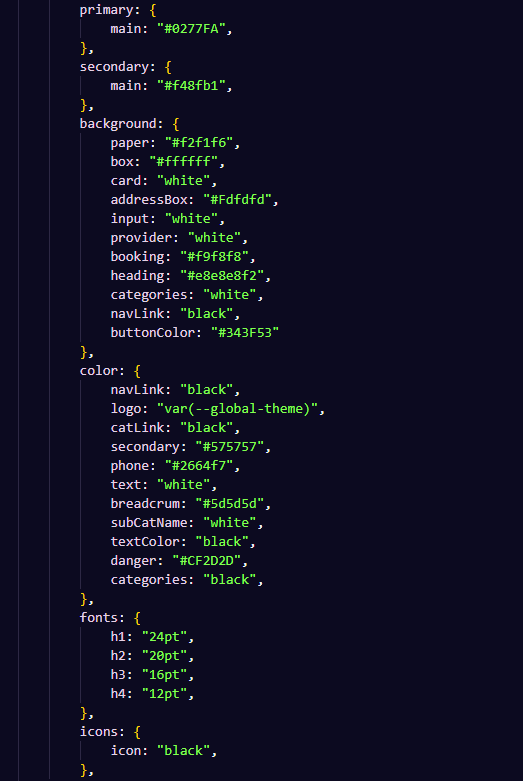 primary: {
main: "#0277FA",
},
secondary: {
main: "#f48fb1",
},
background: {
paper: "#f2f1f6",
box: "#ffffff",
card: "white",
addressBox: "#Fdfdfd",
input: "white",
provider: "white",
booking: "#f9f8f8",
heading: "#e8e8e8f2",
categories: "white",
navLink: "black",
buttonColor: "#343F53"
},
color: {
navLink: "black",
logo: "var(--global-theme)",
catLink: "black",
secondary: "#575757",
phone: "#2664f7",
text: "white",
breadcrum: "#5d5d5d",
subCatName: "white",
textColor: "black",
danger: "#CF2D2D",
categories: "black",
},
fonts: {
h1: "24pt",
h2: "20pt",
h3: "16pt",
h4: "12pt",
},
icons: {
icon: "black",
},